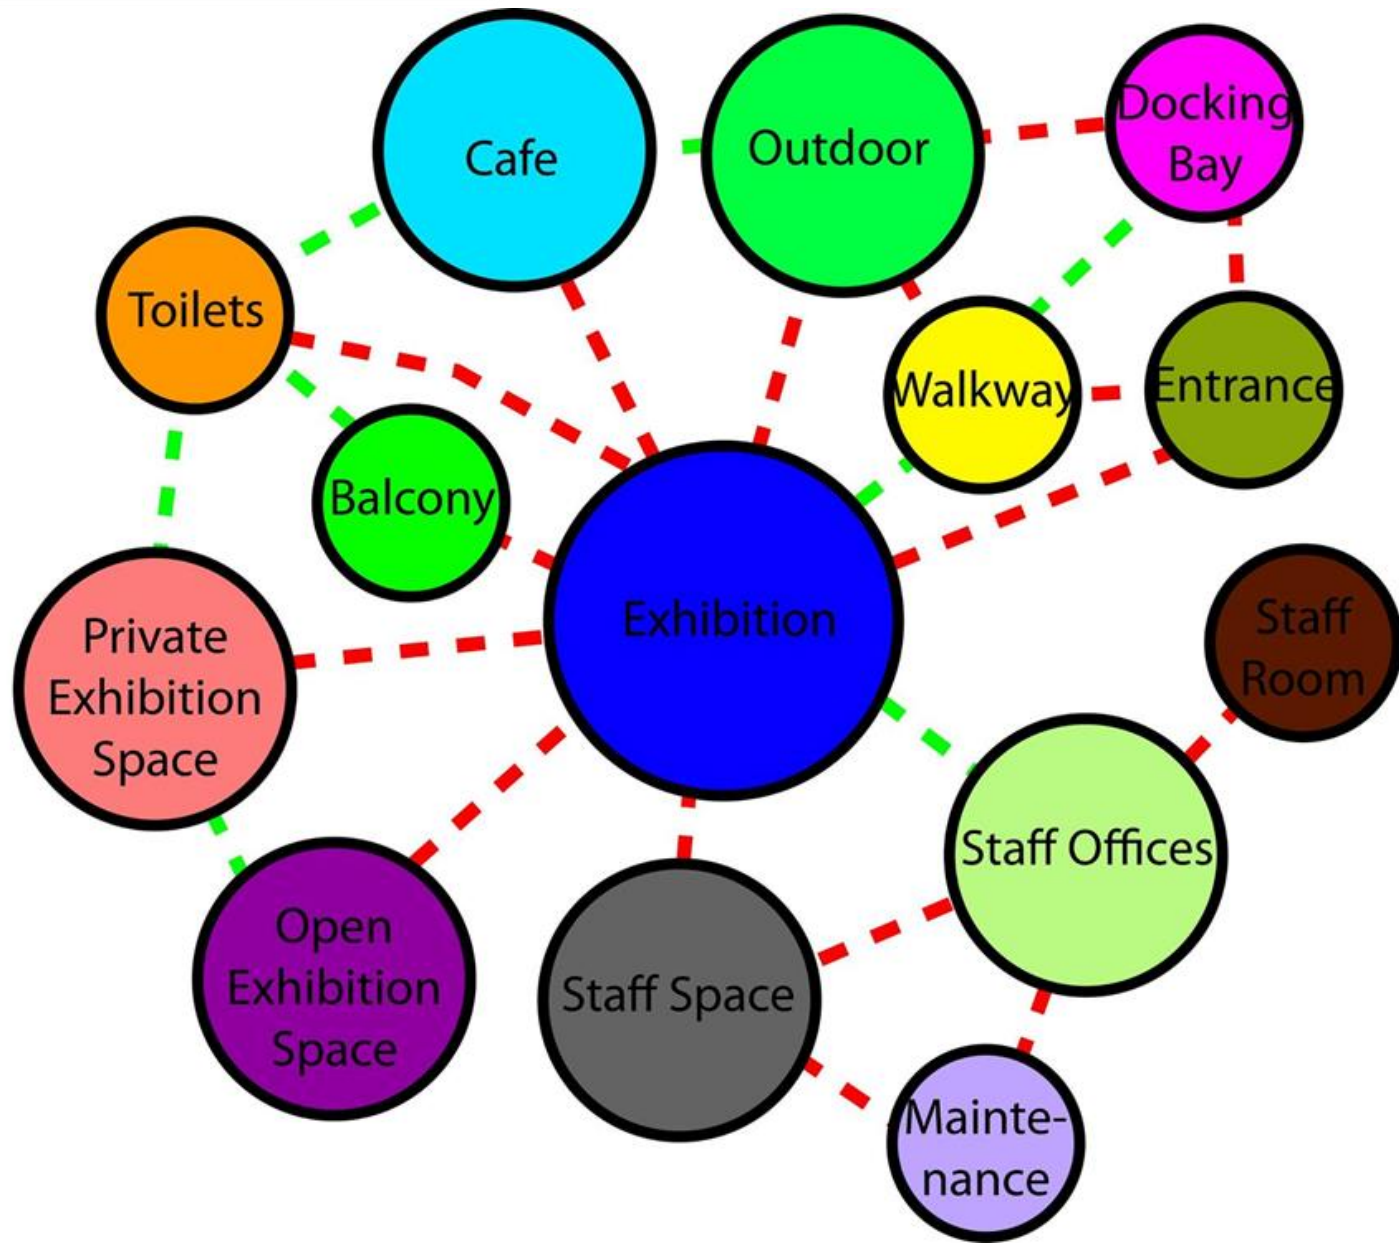 Cafe
Outdoor
Docking
Bay
Toilets
Walkway
Entrance
Balcony
Exhibition
Staff
Room
Private
Exhibition
Space
Staff Offices
Open
Exhibition
Space
Staff Space
Mainte-
nance